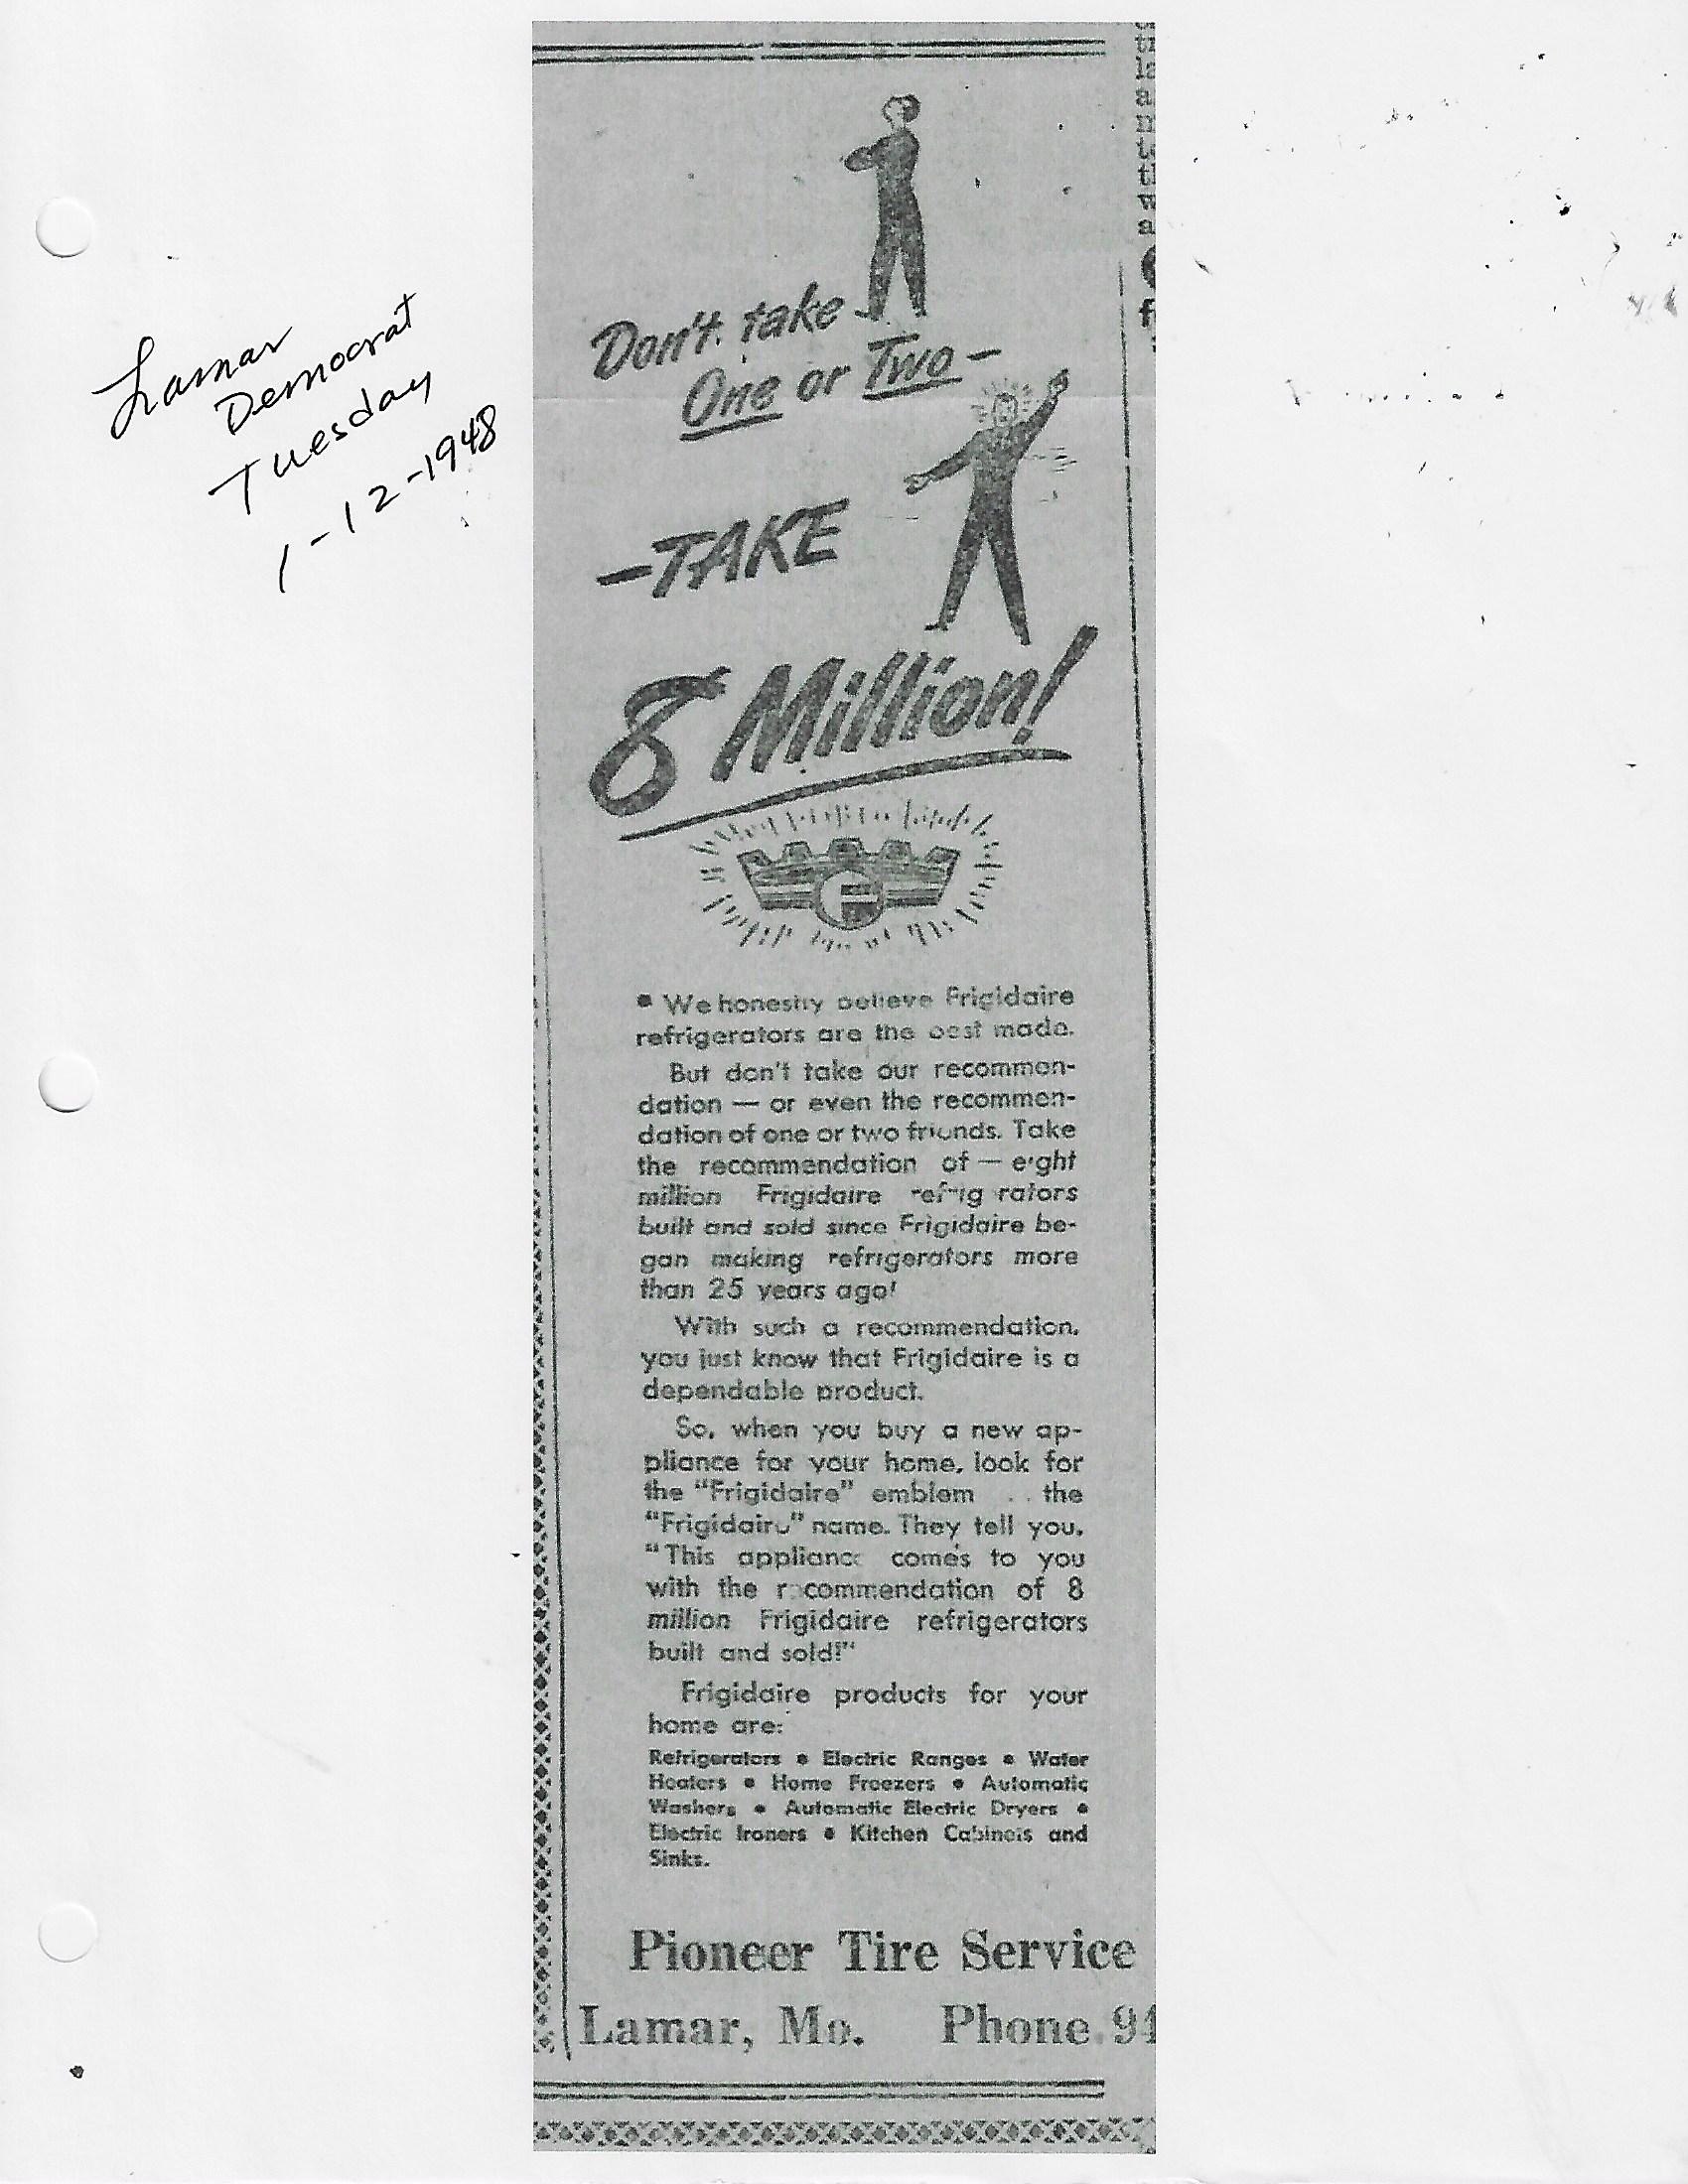 Lamar
Democrat
Tuesday
1-12-1948
Don't take
One or Two-
-TAKE
8 Million!
F
• We honestly believe Frigidaire
refrigerators are the best made.
But don't take our recommen-
dation — or even the recommen-
dation of one or two friends. Take
the recommendation of — eight
million Frigidaire refrigerators
built and sold since Frigidaire be-
gan making refrigerators more
than 25 years ago!
With such a recommendation,
you just know that Frigidaire is a
dependable product.
So, when you buy a new ap-
pliance for your home, look for
the "Frigidaire" emblem . . the
"Frigidaire" name. They tell you,
"This appliance comes to you
with the recommendation of 8
million Frigidaire refrigerators
built and sold!"
Frigidaire products for your
home are:
Refrigerators • Electric Ranges • Water
Heaters • Home Freezers • Automatic
Washers • Automatic Electric Dryers •
Electric Ironers • Kitchen Cabinets and
Sinks.
Pioneer Tire Service
Lamar, Mo. Phone 94